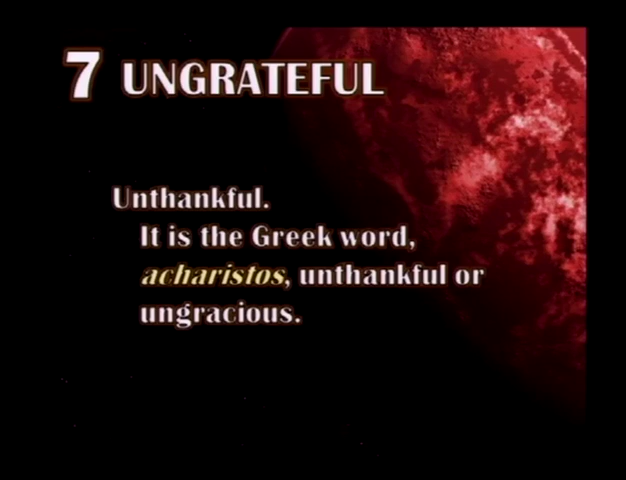 7 UNGRATEFUL
Unthankful.
It is the Greek word,
acharistos, unthankful or
ungracious.